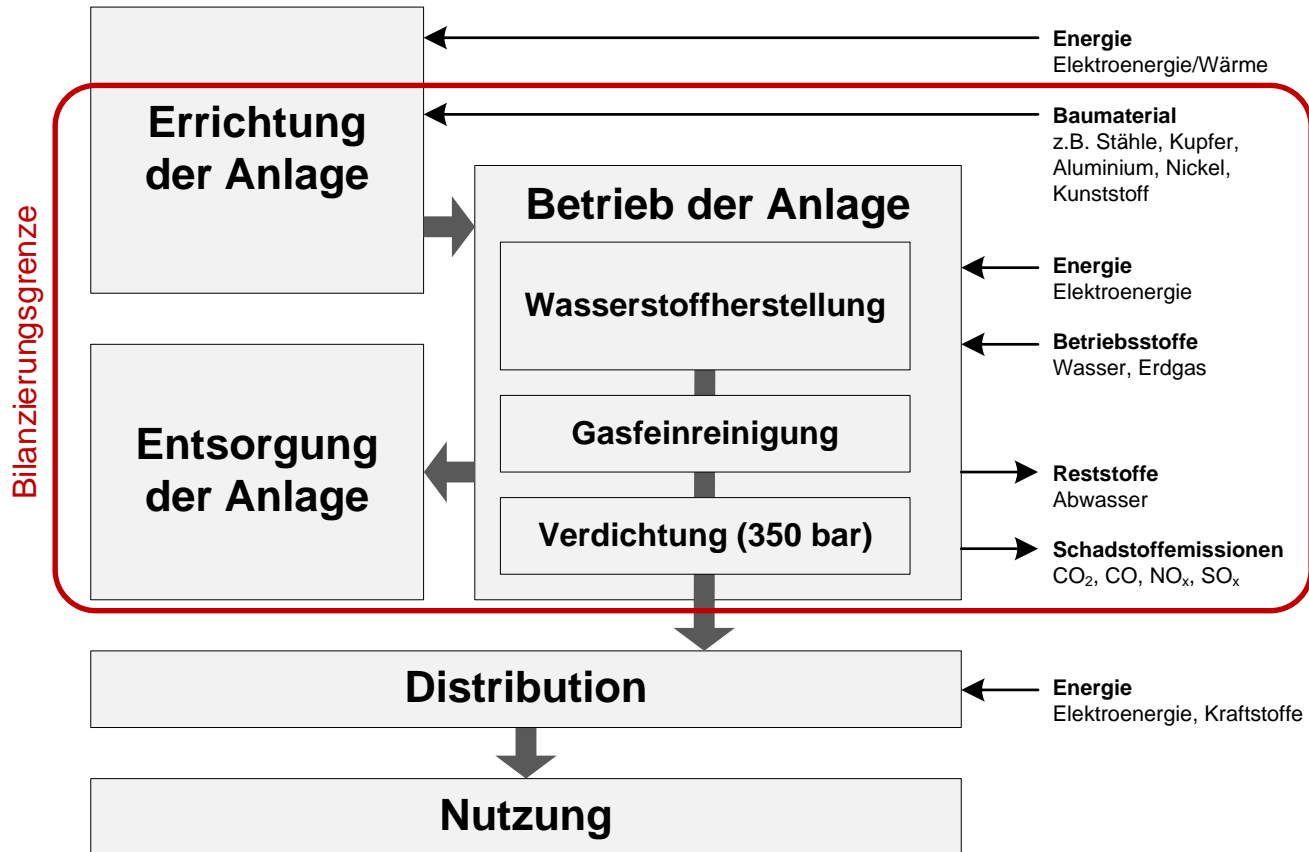 Energie
Elektroenergie/Wärme
Errichtung
der Anlage
Baumaterial
z.B. Stähle, Kupfer,
Aluminium, Nickel,
Kunststoff
Bilanzierungsgrenze
Betrieb der Anlage
Wasserstoffherstellung
Energie
Elektroenergie
Betriebsstoffe
Wasser, Erdgas
Gasfeinreinigung
Entsorgung
der Anlage
Reststoffe
Abwasser
Verdichtung (350 bar)
Schadstoffemissionen
CO₂, CO, NOₓ, SOₓ
Distribution
Energie
Elektroenergie, Kraftstoffe
Nutzung